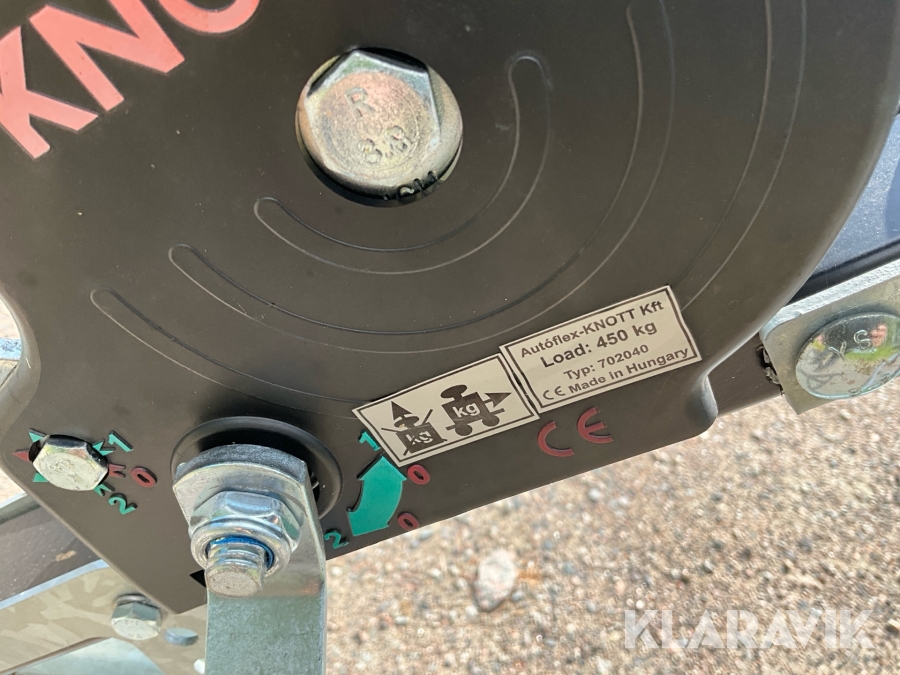 KNO
R
8.8
Autóflex-KNOTT Kft
Load: 450 kg
Typ: 702040
CE Made in Hungary
kg
kg
CE
1
0
2
1
0
0
2
KLARAVIK